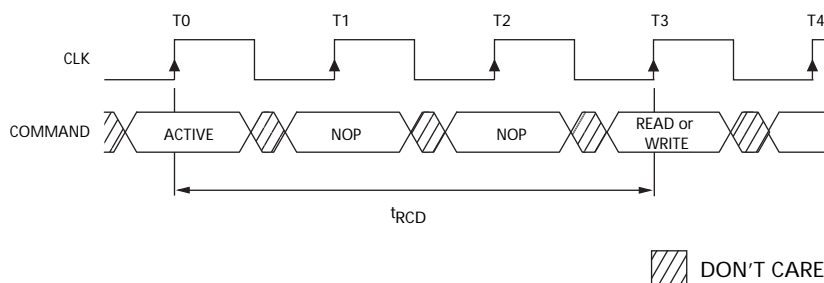 T0 T1 T2 T3 T4
CLK
COMMAND ACTIVE NOP NOP READ or
WRITE
tRCD
DON'T CARE